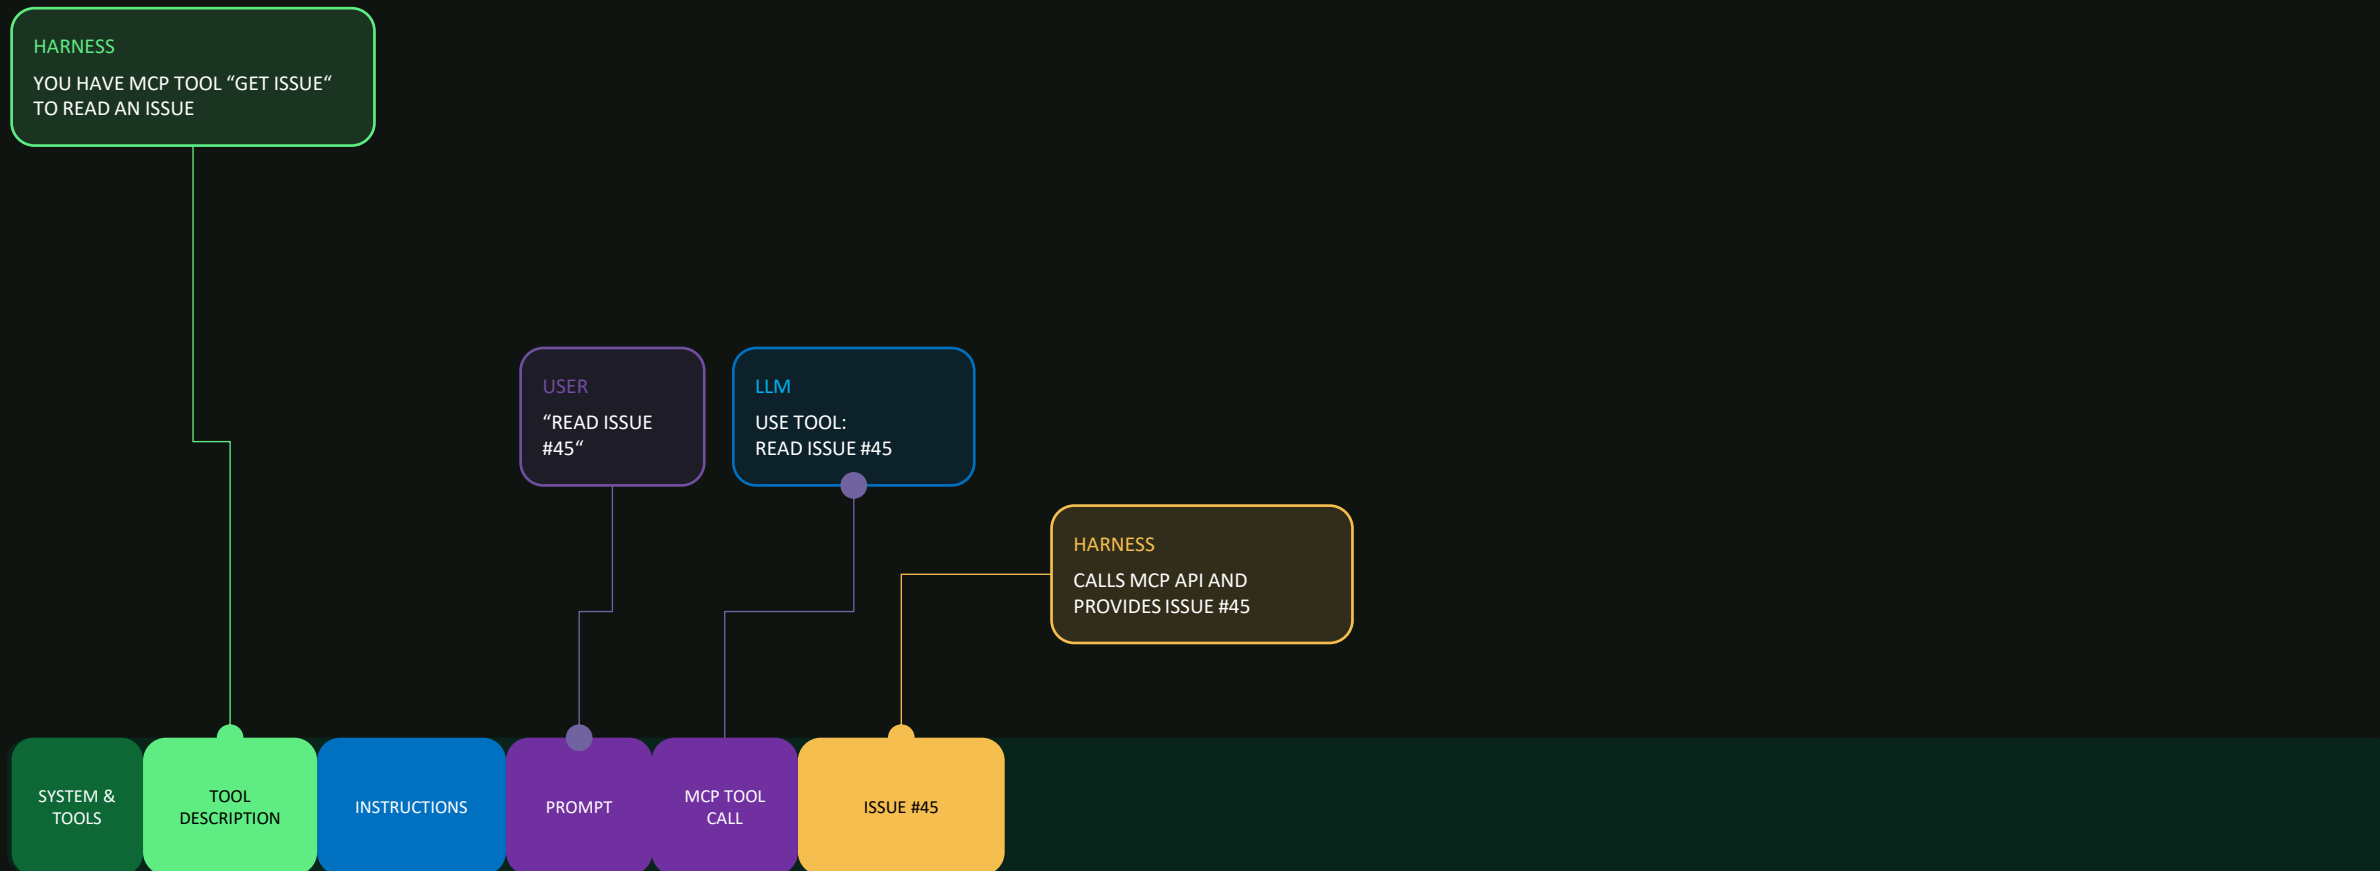 HARNESS
YOU HAVE MCP TOOL “GET ISSUE“
TO READ AN ISSUE
USER
“READ ISSUE
#45“
LLM
USE TOOL:
READ ISSUE #45
HARNESS
CALLS MCP API AND
PROVIDES ISSUE #45
SYSTEM &
TOOLS
TOOL
DESCRIPTION
INSTRUCTIONS
PROMPT
MCP TOOL
CALL
ISSUE #45